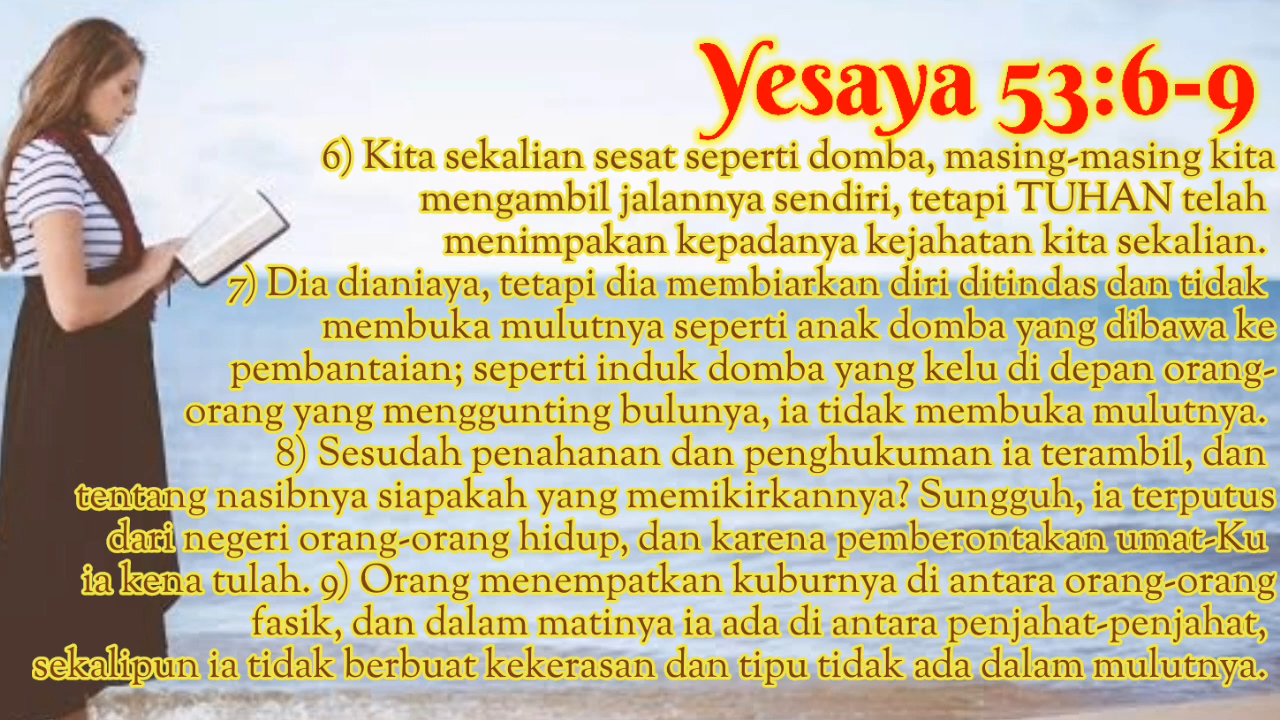 Yesaya 53:6-9
6) Kita sekalian sesat seperti domba, masing-masing kita
mengambil jalannya sendiri, tetapi TUHAN telah
menimpakan kepadanya kejahatan kita sekalian.
7) Dia dianiaya, tetapi dia membiarkan diri ditindas dan tidak
membuka mulutnya seperti anak domba yang dibawa ke
pembantaian; seperti induk domba yang kelu di depan orang-
orang yang menggunting bulunya, ia tidak membuka mulutnya.
8) Sesudah penahanan dan penghukuman ia terambil, dan
tentang nasibnya siapakah yang memikirkannya? Sungguh, ia terputus
dari negeri orang-orang hidup, dan karena pemberontakan umat-Ku
ia kena tulah. 9) Orang menempatkan kuburnya di antara orang-orang
fasik, dan dalam matinya ia ada di antara penjahat-penjahat,
sekalipun ia tidak berbuat kekerasan dan tipu tidak ada dalam mulutnya.